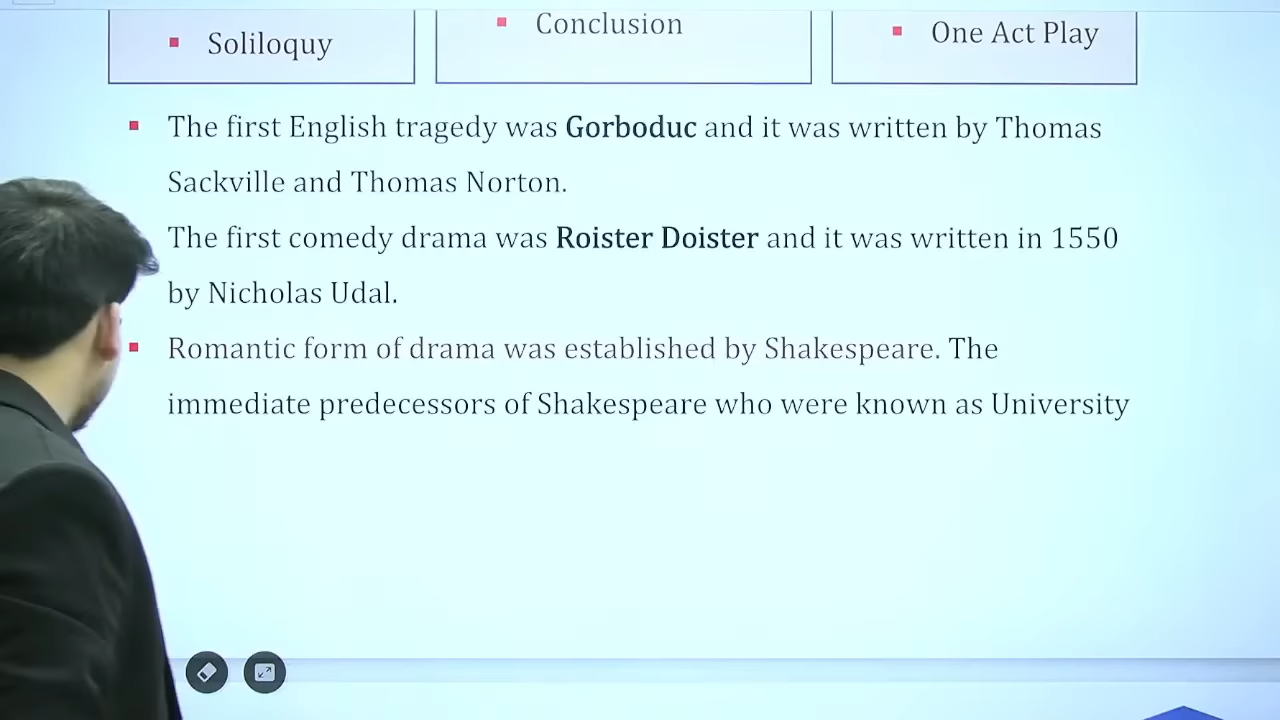 Soliloquy
Conclusion
One Act Play
The first English tragedy was Gorboduc and it was written by Thomas
Sackville and Thomas Norton.
The first comedy drama was Roister Doister and it was written in 1550
by Nicholas Udal.
Romantic form of drama was established by Shakespeare. The
immediate predecessors of Shakespeare who were known as University